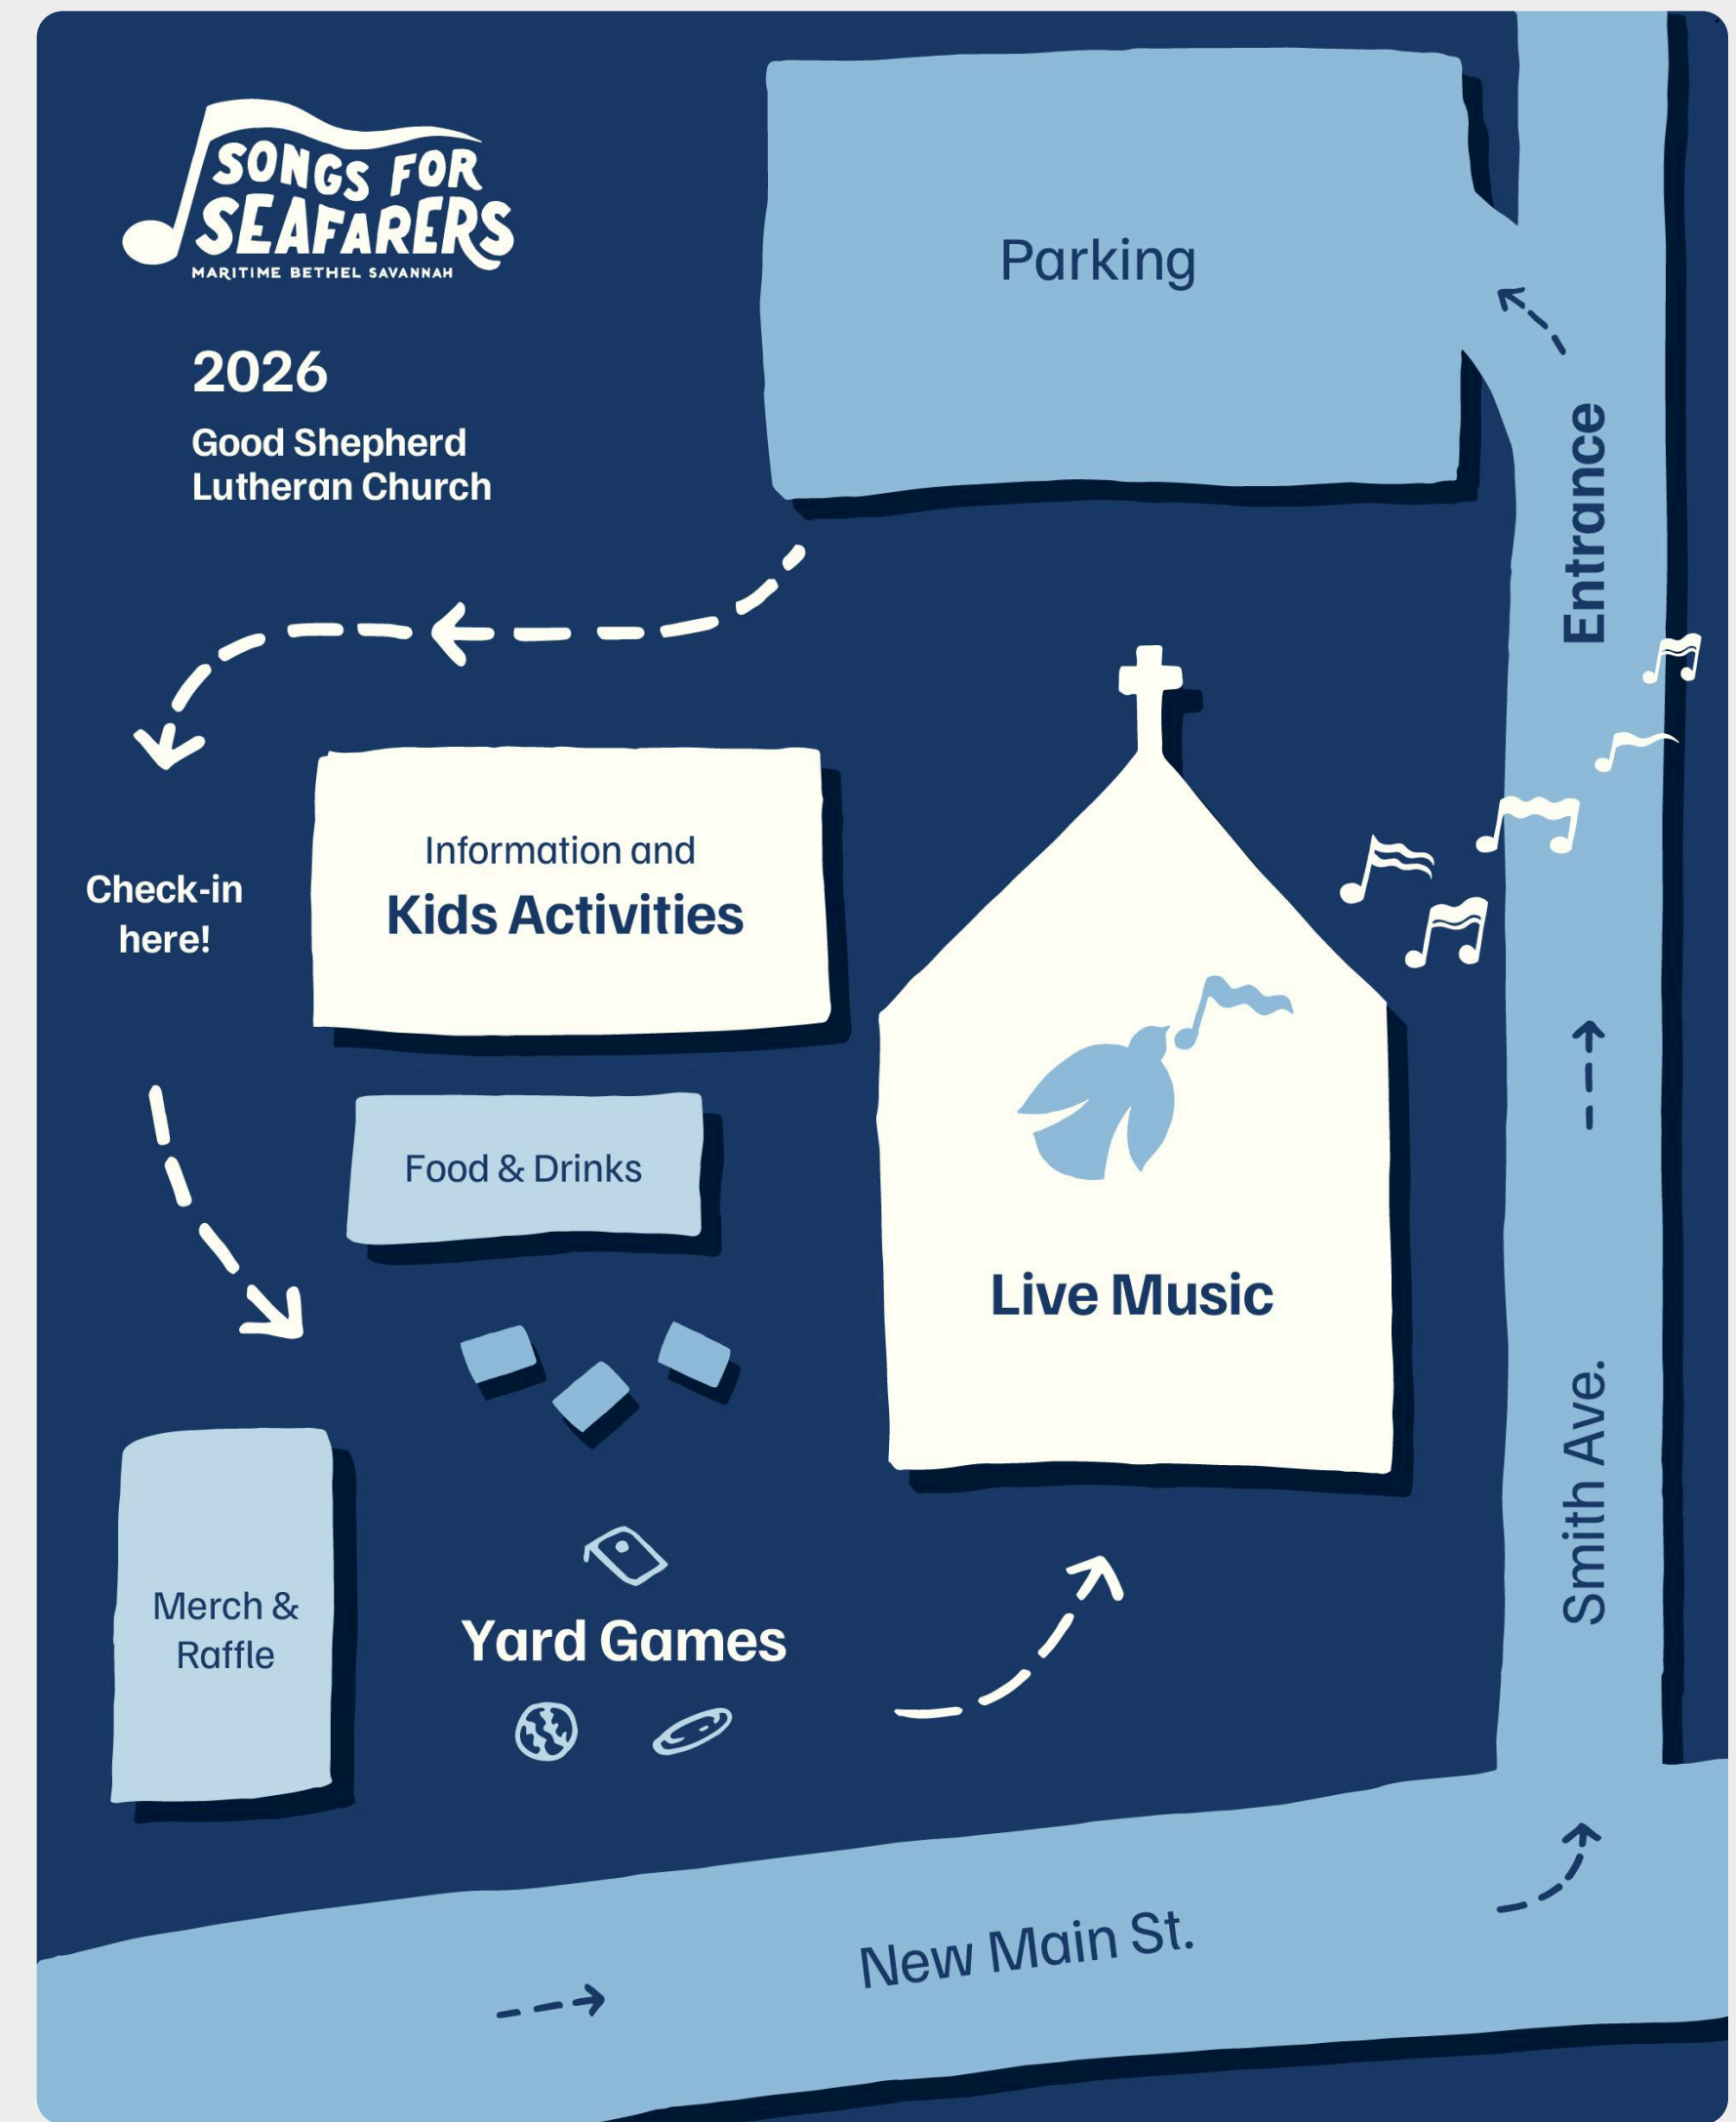 SONGS FOR
SEAFARERS
MARITIME BETHEL SAVANNAH
2026
Good Shepherd
Lutheran Church
Parking
Entrance
Check-in
here!
Information and
Kids Activities
Food & Drinks
Live Music
Merch &
Raffle
Yard Games
Smith Ave.
New Main St.